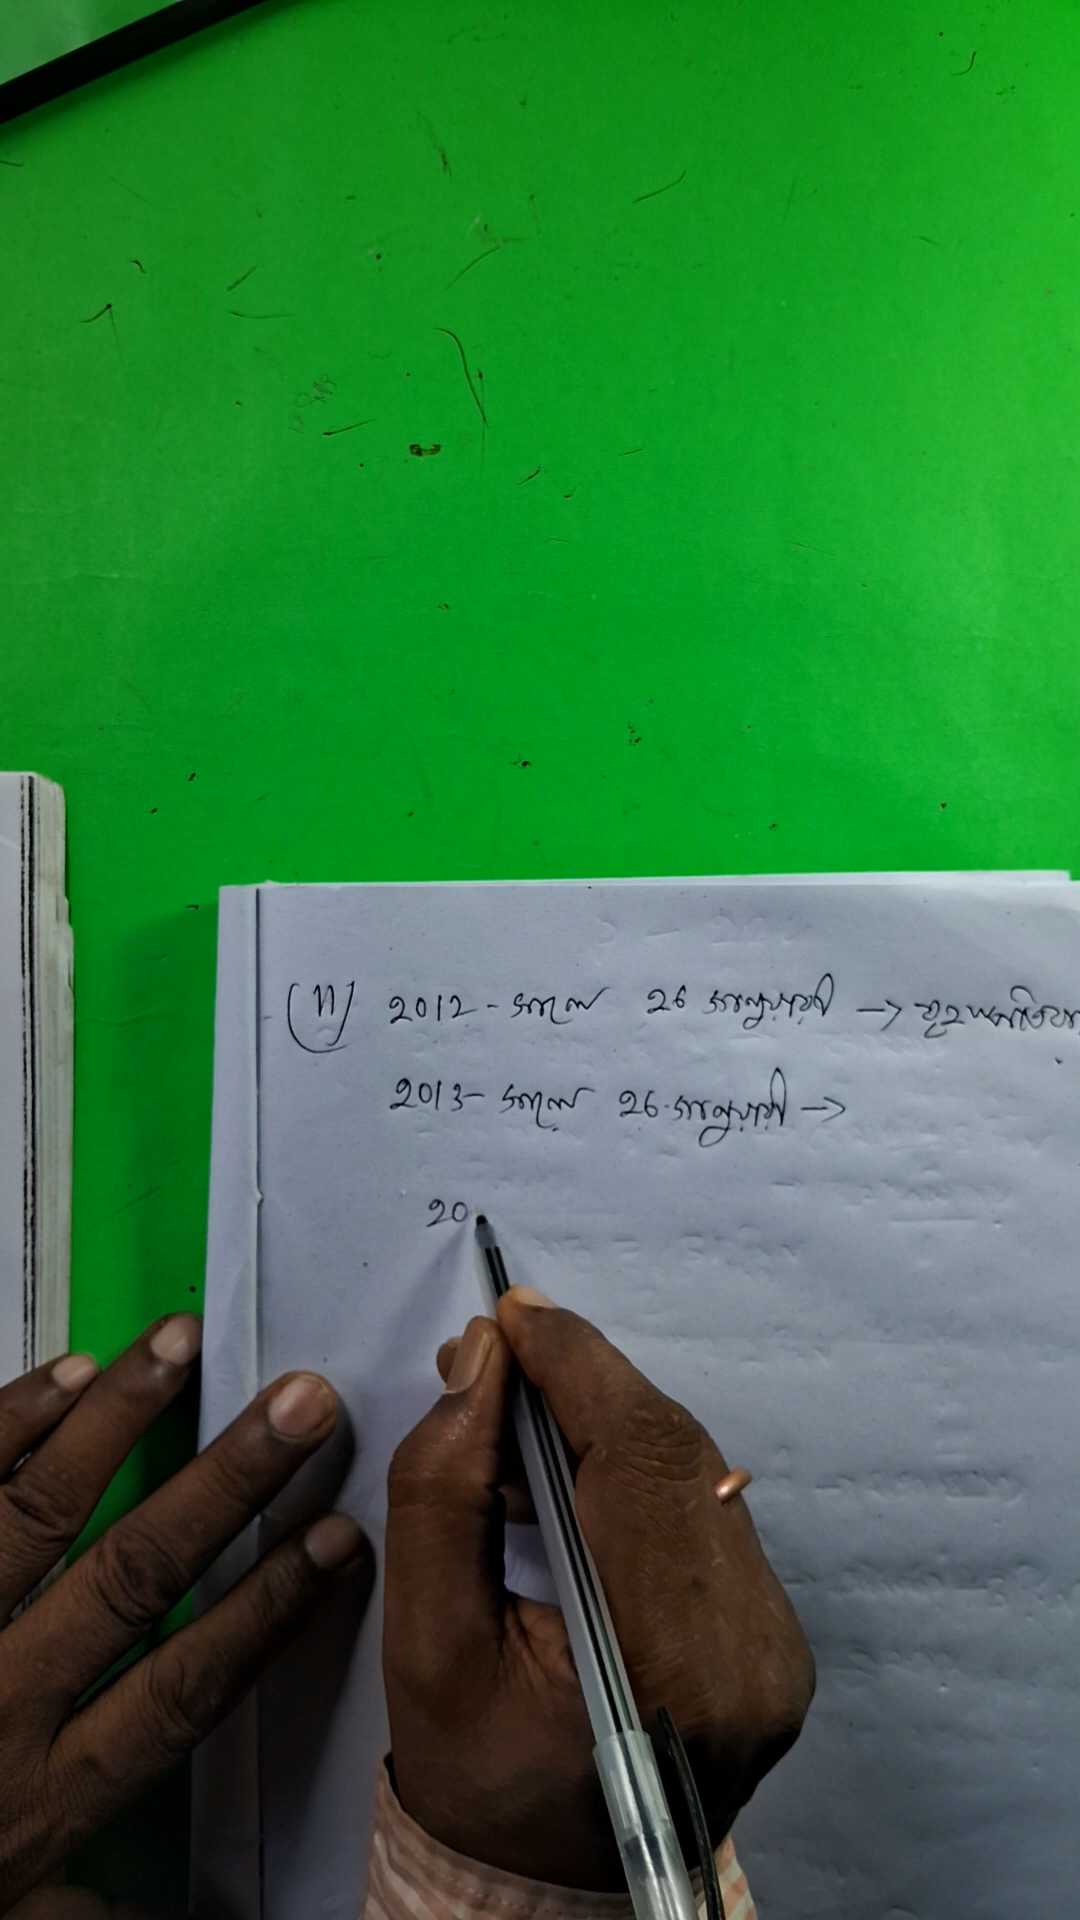 (11) 2012 - সালে 26 জানুয়ারী → বৃহস্পতিবার
2013 - সালে 26 জানুয়ারী →
20